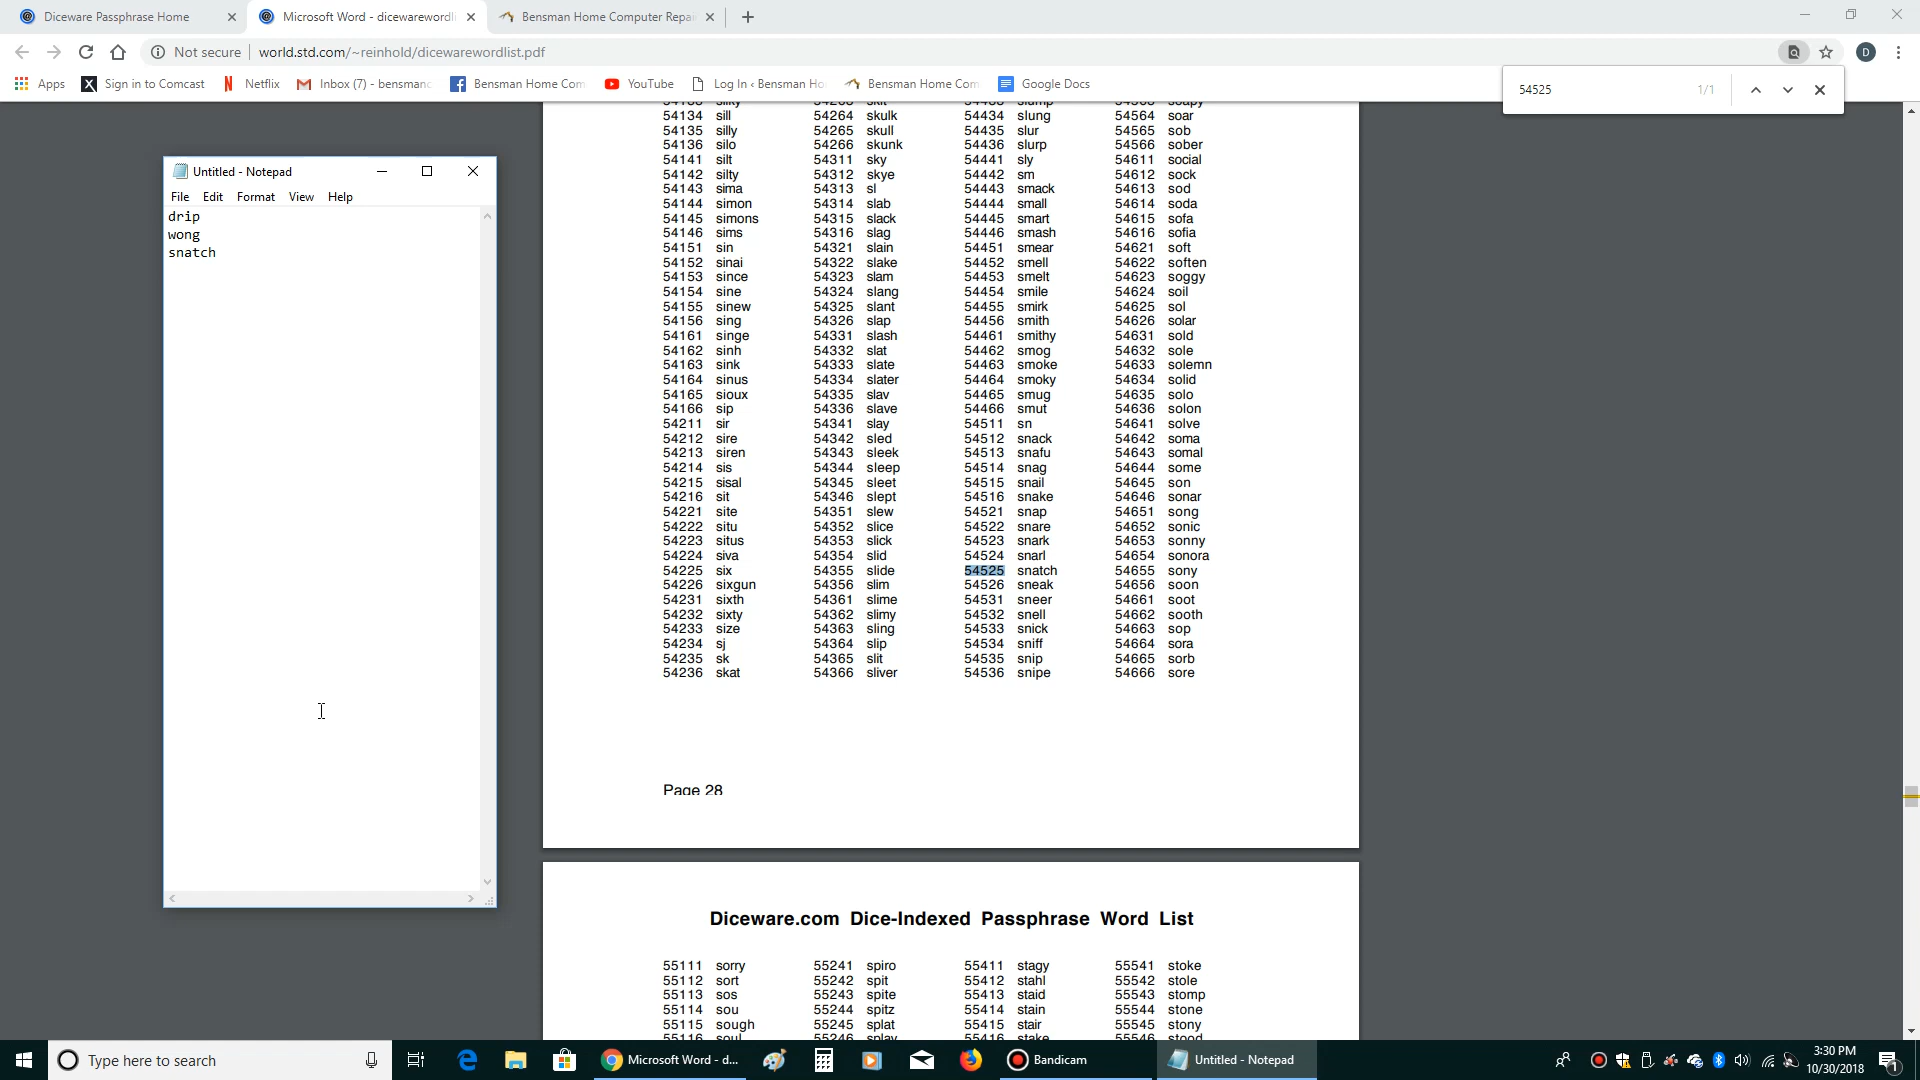 Diceware Passphrase Home
Microsoft Word - dicewarewordli
Bensman Home Computer Repai
Not secure
world.std.com/~reinhold/dicewarewordlist.pdf
D
Apps
Sign in to Comcast
Netflix
Inbox (7) - bensmanc
Bensman Home Com
YouTube
Log In ‹ Bensman Ho
Bensman Home Com
Google Docs
54525
1/1
Untitled - Notepad
File Edit Format View Help
drip
wong
snatch
54133 silky 54263 skit 54433 slump 54563 soapy
54134 sill 54264 skulk 54434 slung 54564 soar
54135 silly 54265 skull 54435 slur 54565 sob
54136 silo 54266 skunk 54436 slurp 54566 sober
54141 silt 54311 sky 54441 sly 54611 social
54142 silty 54312 skye 54442 sm 54612 sock
54143 sima 54313 sl 54443 smack 54613 sod
54144 simon 54314 slab 54444 small 54614 soda
54145 simons 54315 slack 54445 smart 54615 sofa
54146 sims 54316 slag 54446 smash 54616 sofia
54151 sin 54321 slain 54451 smear 54621 soft
54152 sinai 54322 slake 54452 smell 54622 soften
54153 since 54323 slam 54453 smelt 54623 soggy
54154 sine 54324 slang 54454 smile 54624 soil
54155 sinew 54325 slant 54455 smirk 54625 sol
54156 sing 54326 slap 54456 smith 54626 solar
54161 singe 54331 slash 54461 smithy 54631 sold
54162 sinh 54332 slat 54462 smog 54632 sole
54163 sink 54333 slate 54463 smoke 54633 solemn
54164 sinus 54334 slater 54464 smoky 54634 solid
54165 sioux 54335 slav 54465 smug 54635 solo
54166 sip 54336 slave 54466 smut 54636 solon
54211 sir 54341 slay 54511 sn 54641 solve
54212 sire 54342 sled 54512 snack 54642 soma
54213 siren 54343 sleek 54513 snafu 54643 somal
54214 sis 54344 sleep 54514 snag 54644 some
54215 sisal 54345 sleet 54515 snail 54645 son
54216 sit 54346 slept 54516 snake 54646 sonar
54221 site 54351 slew 54521 snap 54651 song
54222 situ 54352 slice 54522 snare 54652 sonic
54223 situs 54353 slick 54523 snark 54653 sonny
54224 siva 54354 slid 54524 snarl 54654 sonora
54225 six 54355 slide 54525 snatch 54655 sony
54226 sixgun 54356 slim 54526 sneak 54656 soon
54231 sixth 54361 slime 54531 sneer 54661 soot
54232 sixty 54362 slimy 54532 snell 54662 sooth
54233 size 54363 sling 54533 snick 54663 sop
54234 sj 54364 slip 54534 sniff 54664 sora
54235 sk 54365 slit 54535 snip 54665 sorb
54236 skat 54366 sliver 54536 snipe 54666 sore
Page 28
Diceware.com Dice-Indexed Passphrase Word List
55111 sorry 55241 spiro 55411 stagy 55541 stoke
55112 sort 55242 spit 55412 stahl 55542 stole
55113 sos 55243 spite 55413 staid 55543 stomp
55114 sou 55244 spitz 55414 stain 55544 stone
55115 sough 55245 splat 55415 stair 55545 stony
55116 soul 55246 splay 55416 stake 55546 stood
Type here to search
Microsoft Word - d...
Bandicam
Untitled - Notepad
3:30 PM
10/30/2018
1